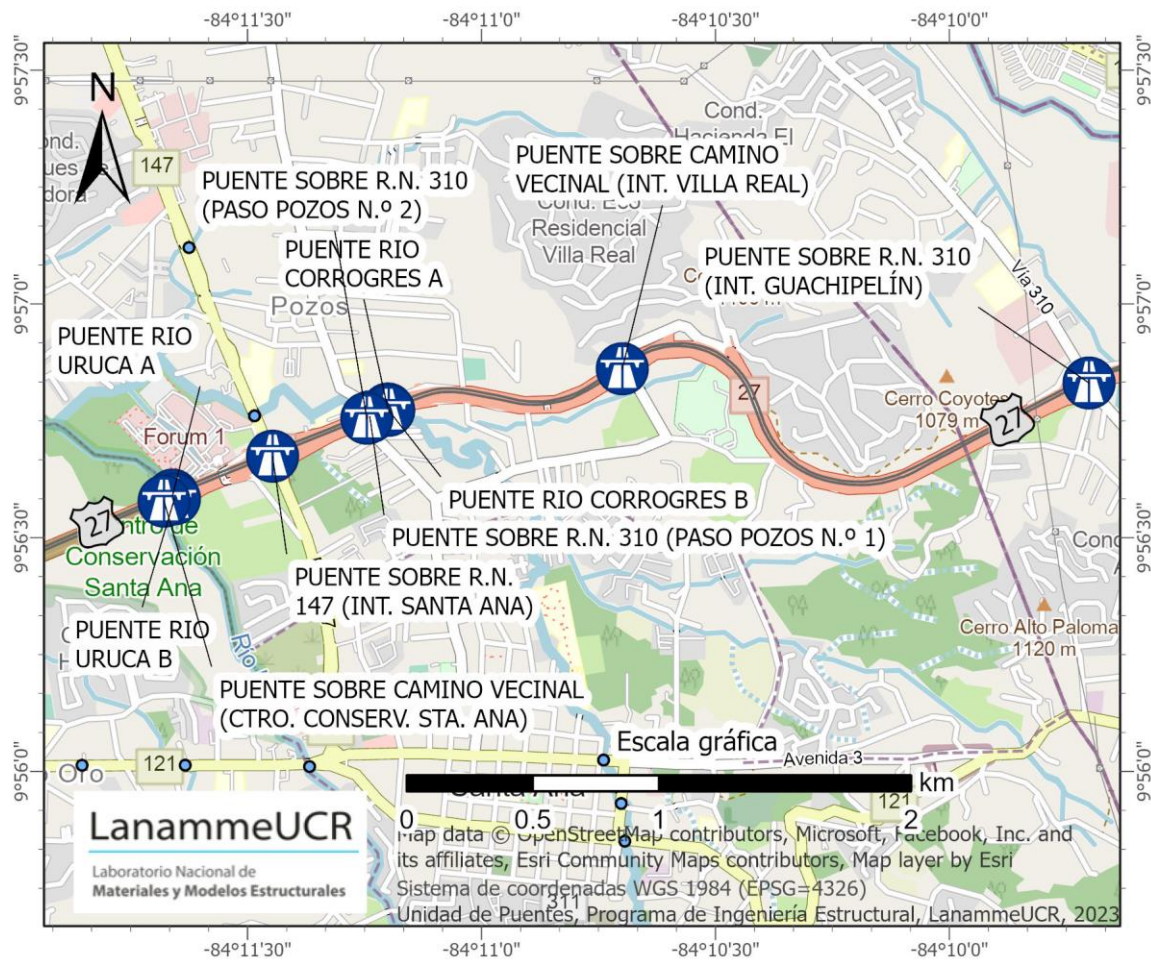 -84°11'30"
-84°11'0"
-84°10'30"
-84°10'0"
9°57'30"
9°57'30"
N
147
Cond.
Hacienda El
PUENTE SOBRE R.N. 310
(PASO POZOS N.º 2)
PUENTE SOBRE CAMINO
VECINAL (INT. VILLA REAL)
Cond. Eco
Residencial
Villa Real
PUENTE RIO
CORROGRES A
PUENTE SOBRE R.N. 310
(INT. GUACHIPELÍN)
Vía 310
9°57'0"
9°57'0"
Pozos
PUENTE RIO
URUCA A
27
Cerro Coyotes
1079 m
27
Forum 1
PUENTE RIO CORROGRES B
27
PUENTE SOBRE R.N. 310 (PASO POZOS N.º 1)
9°56'30"
9°56'30"
Conservación
Santa Ana
PUENTE SOBRE R.N.
147 (INT. SANTA ANA)
PUENTE RIO
URUCA B
Cerro Alto Paloma
1120 m
PUENTE SOBRE CAMINO VECINAL
(CTRO. CONSERV. STA. ANA)
Escala gráfica
9°56'0"
9°56'0"
121
Oro
Avenida 3
km
0
0.5
1
2
121
LanammeUCR
Laboratorio Nacional de
Materiales y Modelos Estructurales
Map data © OpenStreetMap contributors, Microsoft, Facebook, Inc. and
its affiliates, Esri Community Maps contributors, Map layer by Esri
Sistema de coordenadas WGS 1984 (EPSG=4326)
311
Unidad de Puentes, Programa de Ingeniería Estructural, LanammeUCR, 2023
-84°11'30"
-84°11'0"
-84°10'30"
-84°10'0"